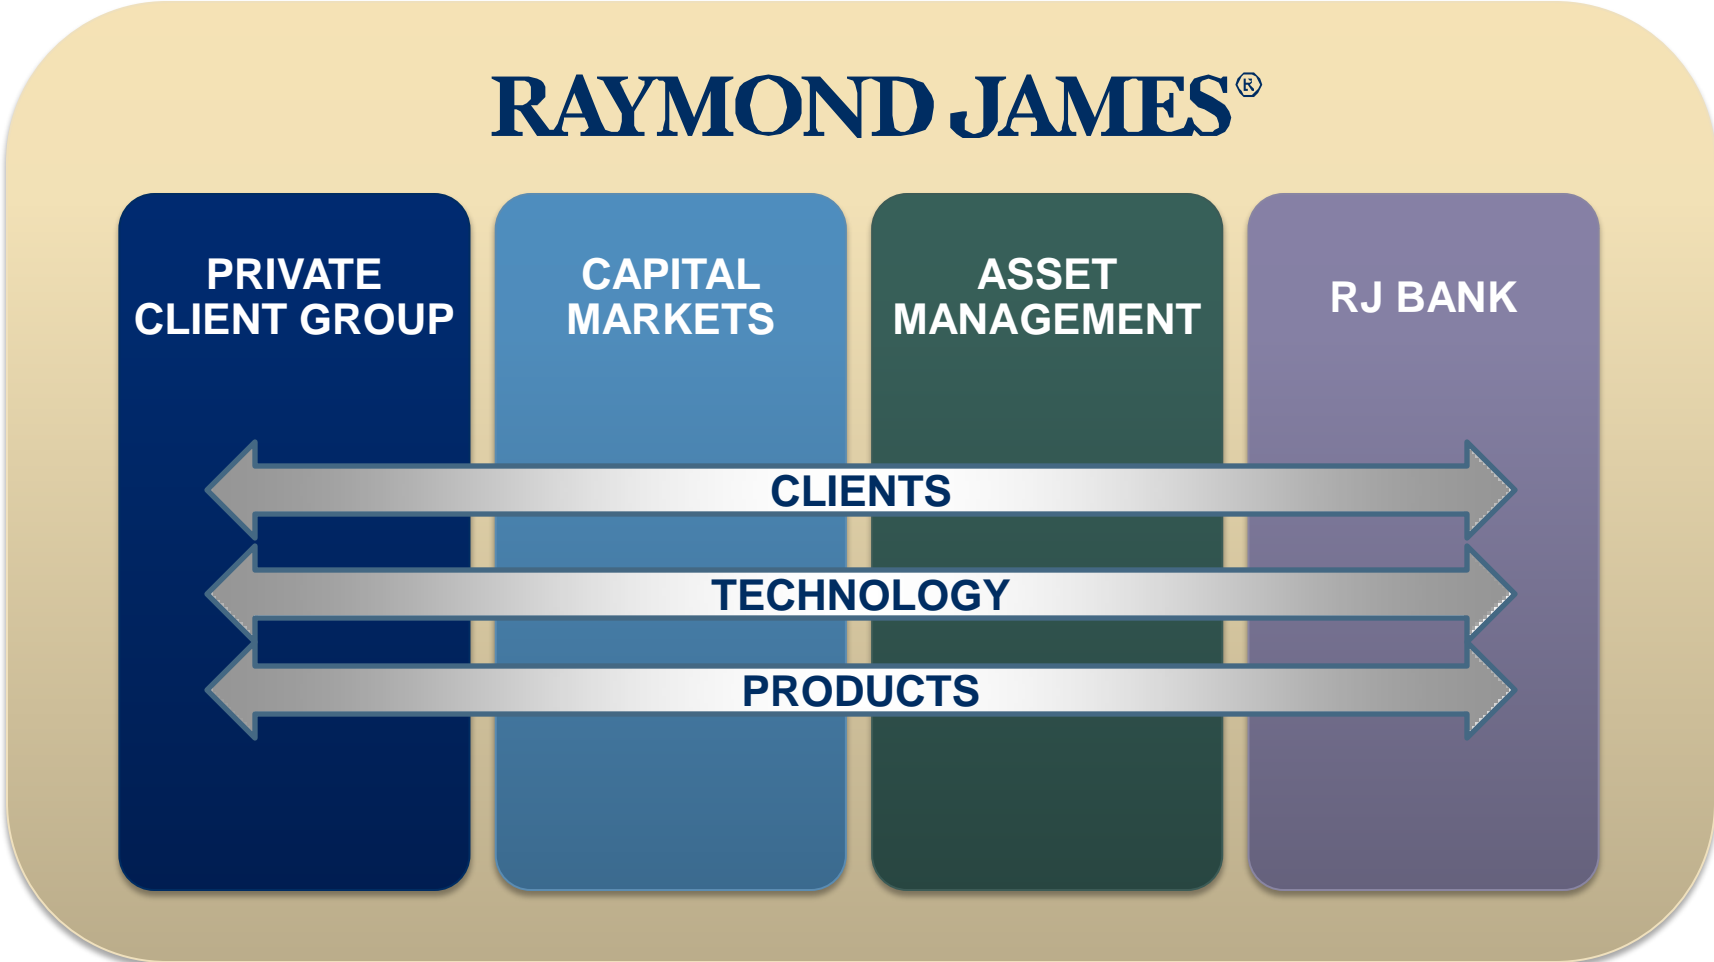 RAYMOND JAMES®
PRIVATE
CLIENT GROUP
CAPITAL
MARKETS
ASSET
MANAGEMENT
RJ BANK
CLIENTS
TECHNOLOGY
PRODUCTS